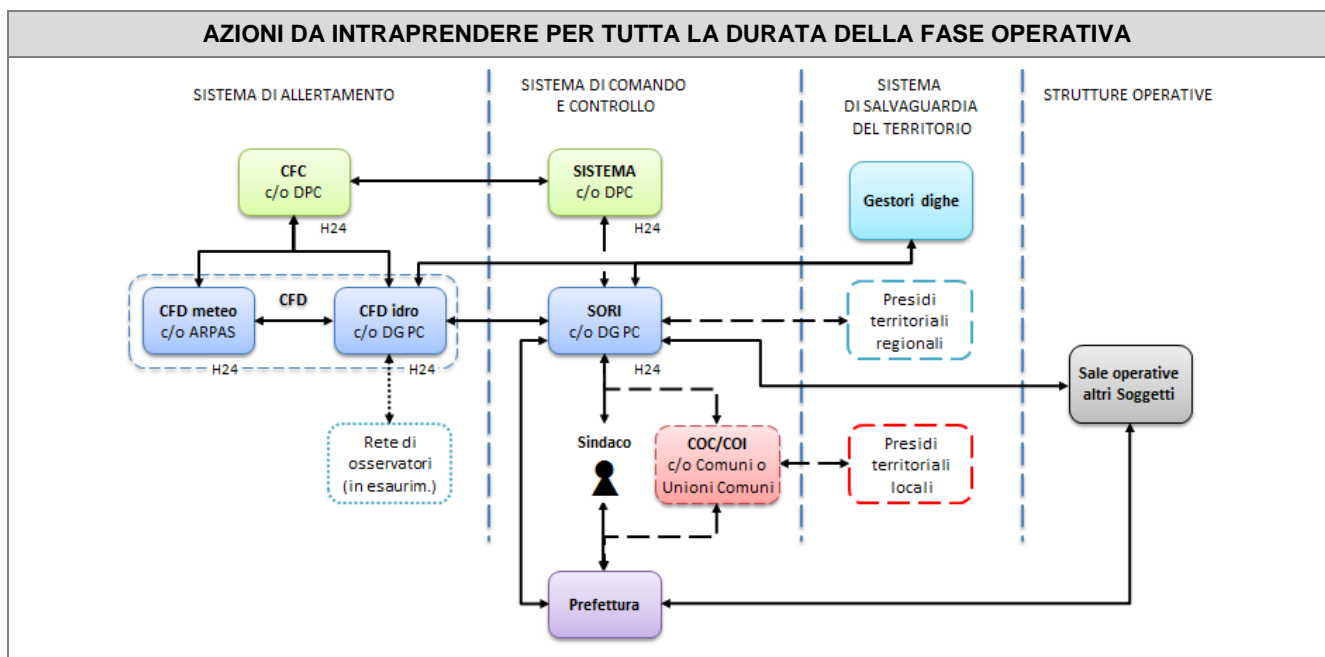 AZIONI DA INTRAPRENDERE PER TUTTA LA DURATA DELLA FASE OPERATIVA
SISTEMA DI ALLERTAMENTO
SISTEMA DI COMANDO
E CONTROLLO
SISTEMA
DI SALVAGUARDIA
DEL TERRITORIO
STRUTTURE OPERATIVE
CFC
c/o DPC
H24
SISTEMA
c/o DPC
H24
Gestori dighe
CFD meteo
c/o ARPAS
H24
CFD
CFD idro
c/o DG PC
H24
SORI
c/o DG PC
H24
Presidi
territoriali
regionali
Sale operative
altri Soggetti
Rete di
osservatori
(in esaurim.)
Sindaco
COC/COI
c/o Comuni o
Unioni Comuni
Presidi
territoriali
locali
Prefettura